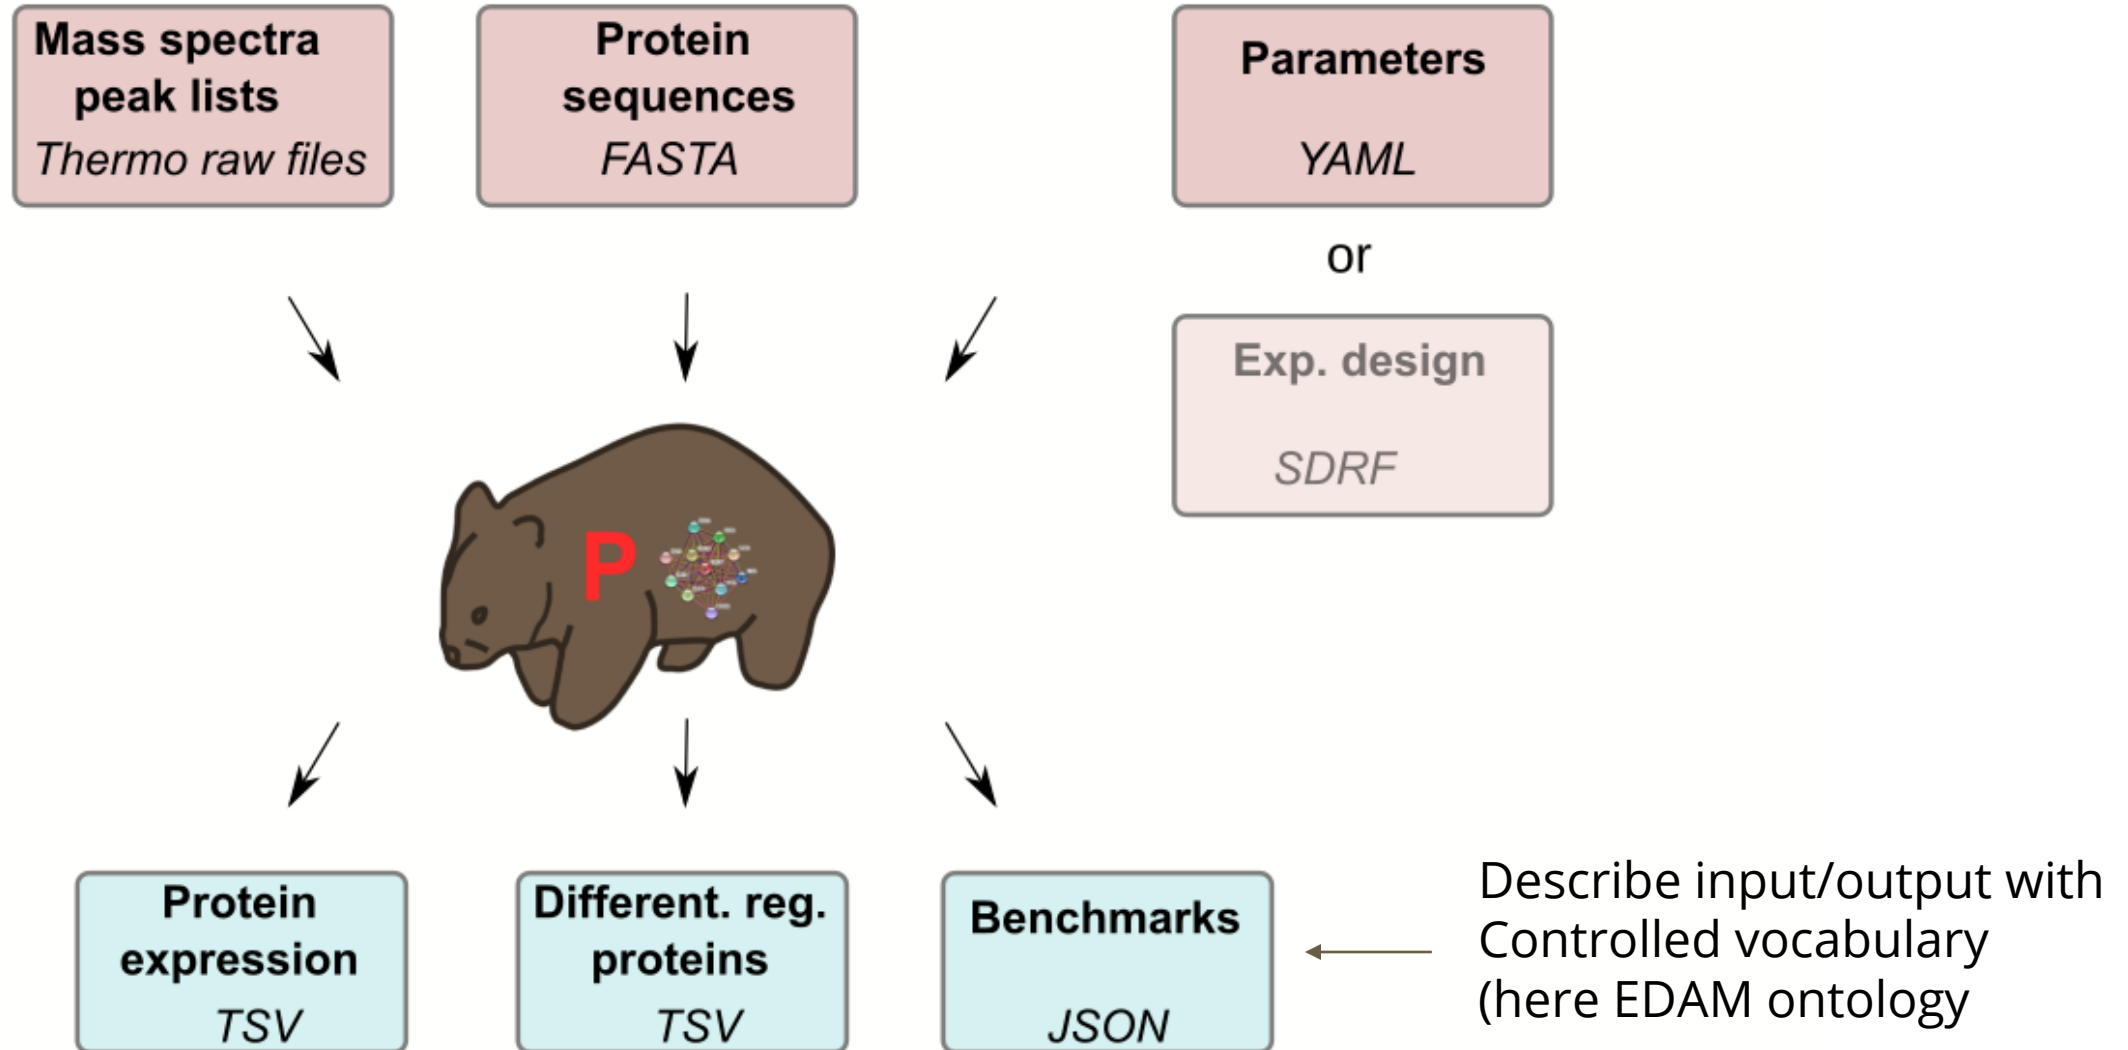 Mass spectra
peak lists
Thermo raw files
Protein
sequences
FASTA
Parameters
YAML
or
Exp. design
SDRF
P
Protein
expression
TSV
Different. reg.
proteins
TSV
Benchmarks
JSON
Describe input/output with
Controlled vocabulary
(here EDAM ontology